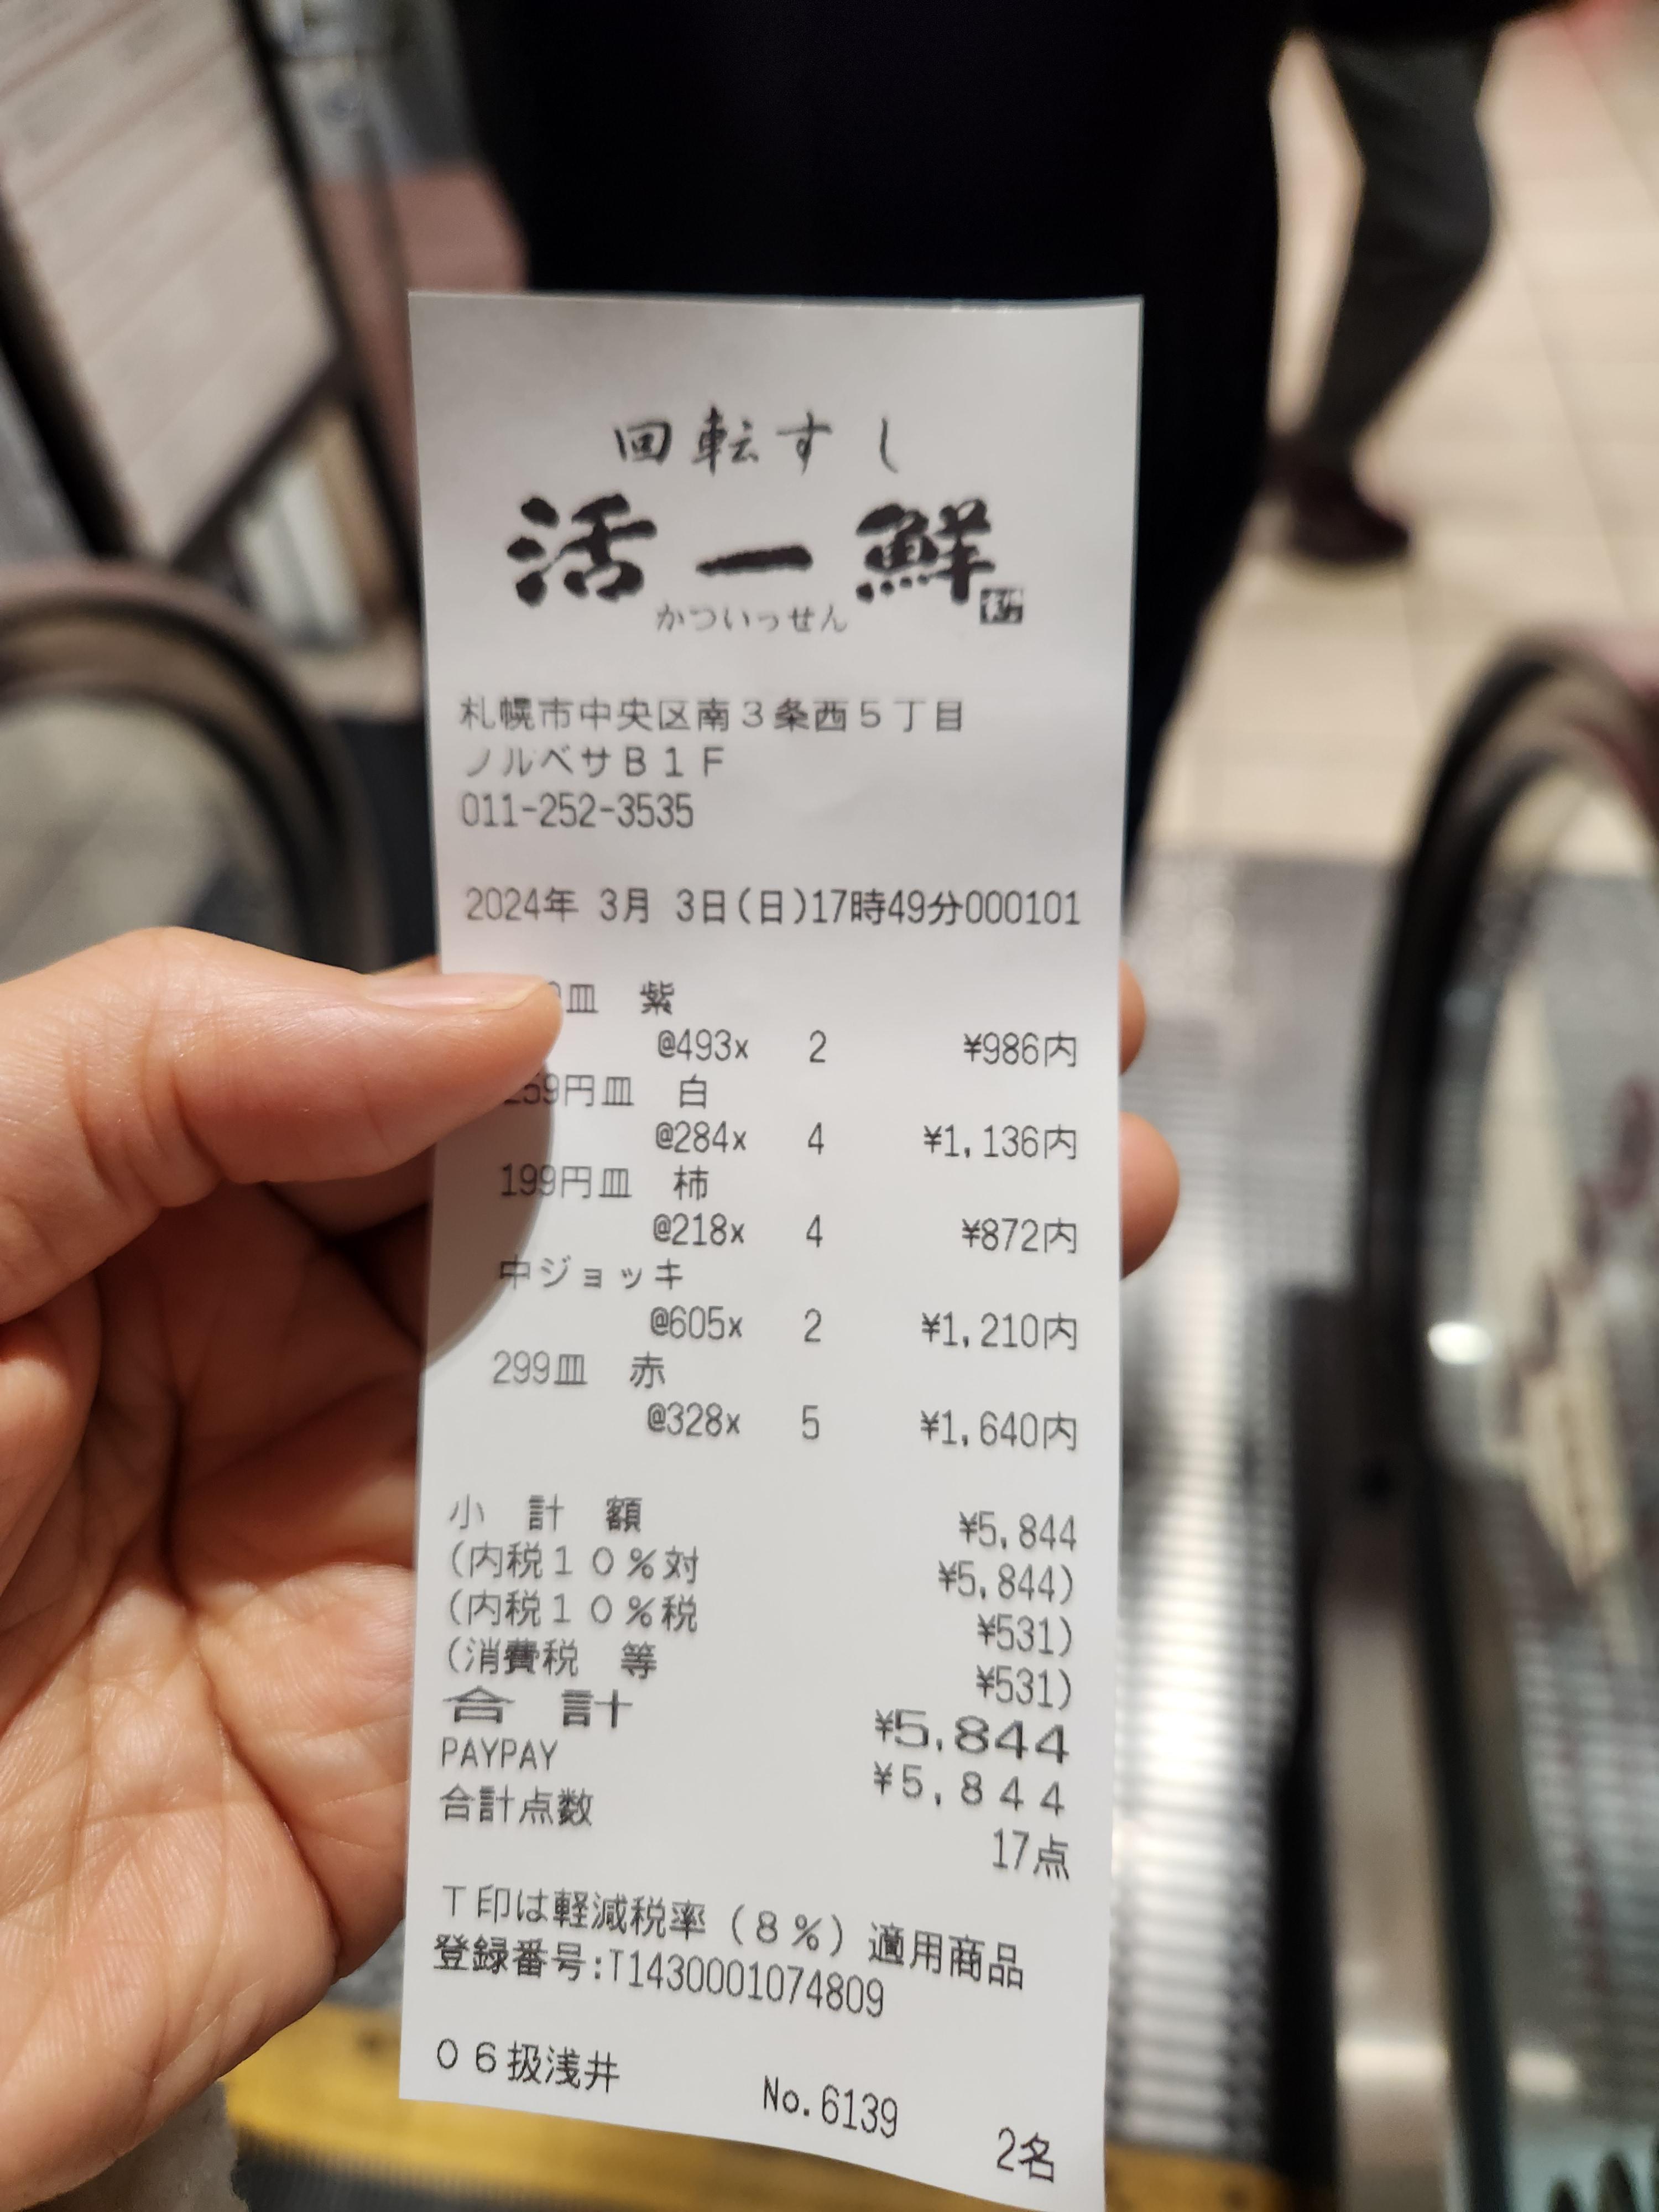 回転すし
活一鮮
かついっせん
札幌市中央区南3条西5丁目
ノルベサB1F
011-252-3535
2024年 3月 3日(日)17時49分000101
皿 紫
@493x 2 ¥986内
259円皿 白
@284x 4 ¥1,136内
199円皿 柿
@218x 4 ¥872内
中ジョッキ
@605x 2 ¥1,210内
299皿 赤
@328x 5 ¥1,640内
小 計 額 ¥5,844
(内税10%対 ¥5,844)
(内税10%税 ¥531)
(消費税 等 ¥531)
合 計 ¥5,844
PAYPAY ¥5,844
合計点数 17点
T印は軽減税率(8%)適用商品
登録番号:T1430001074809
06扱浅井 No.6139
2名